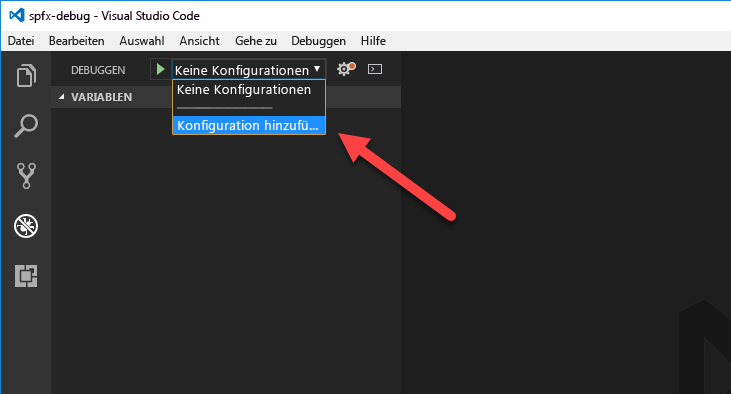 spfx-debug - Visual Studio Code
Datei Bearbeiten Auswahl Ansicht Gehe zu Debuggen Hilfe
DEBUGGEN Keine Konfigurationen
Keine Konfigurationen
Konfiguration hinzufü...
VARIABLEN